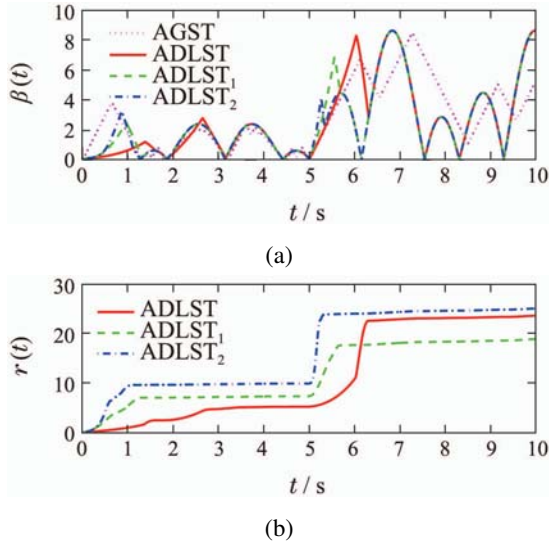 10
8
6
4
2
0
β(t)
AGST
ADLST
ADLST₁
ADLST₂
0 1 2 3 4 5 6 7 8 9 10
t / s
(a)
30
20
10
0
r(t)
ADLST
ADLST₁
ADLST₂
0 1 2 3 4 5 6 7 8 9 10
t / s
(b)